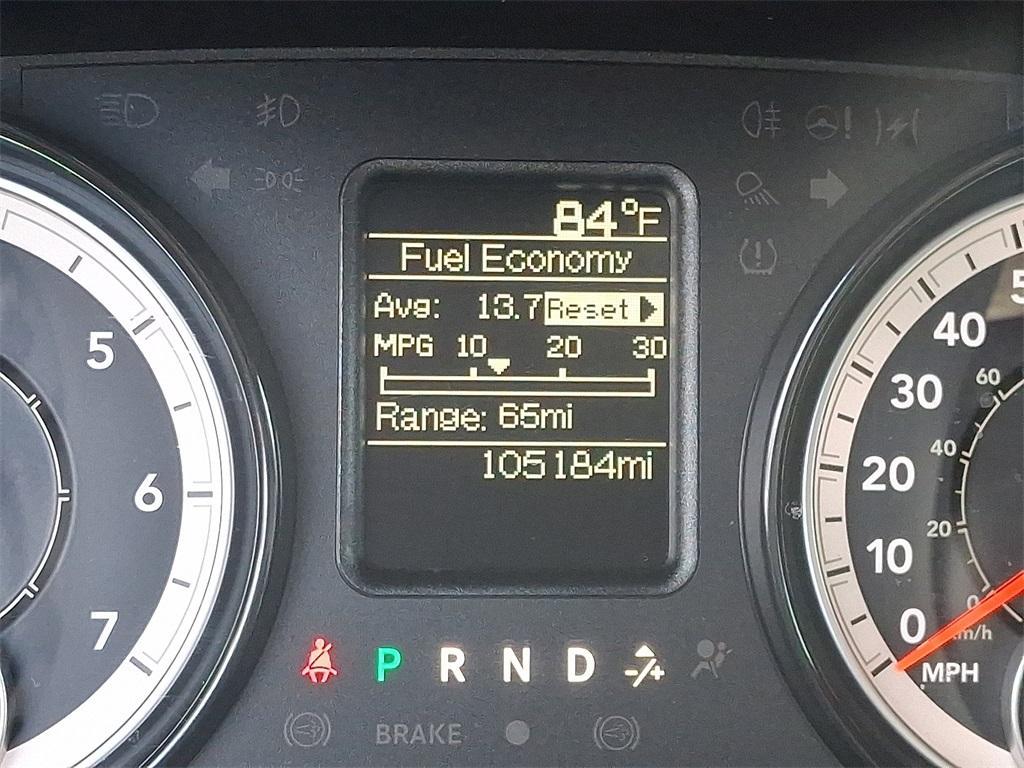 84°F
Fuel Economy
Avg: 13.7 Reset
MPG 10 20 30
Range: 65mi
105184mi
5
6
7
40
30
20
10
0
MPH
60
40
20
0
km/h
P R N D
BRAKE